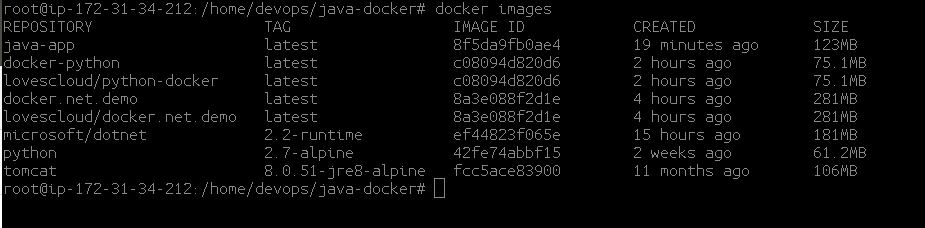 root@ip-172-31-34-212:/home/devops/java-docker# docker images
REPOSITORY TAG IMAGE ID CREATED SIZE
java-app latest 8f5da9fb0ae4 19 minutes ago 123MB
docker-python latest c08094d820d6 2 hours ago 75.1MB
lovescloud/python-docker latest c08094d820d6 2 hours ago 75.1MB
docker.net.demo latest 8a3e088f2d1e 4 hours ago 281MB
lovescloud/docker.net.demo latest 8a3e088f2d1e 4 hours ago 281MB
microsoft/dotnet 2.2-runtime ef44823f065e 15 hours ago 181MB
python 2.7-alpine 42fe74abbf15 2 weeks ago 61.2MB
tomcat 8.0.51-jre8-alpine fcc5ace83900 11 months ago 106MB
root@ip-172-31-34-212:/home/devops/java-docker#